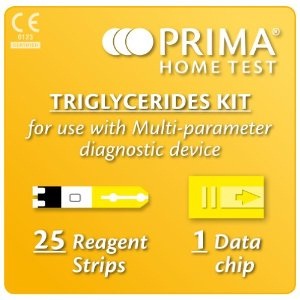 CE
0123
PRIMA®
HOME TEST
TRIGLYCERIDES KIT
for use with Multi-parameter
diagnostic device
25 Reagent
Strips
1 Data
chip